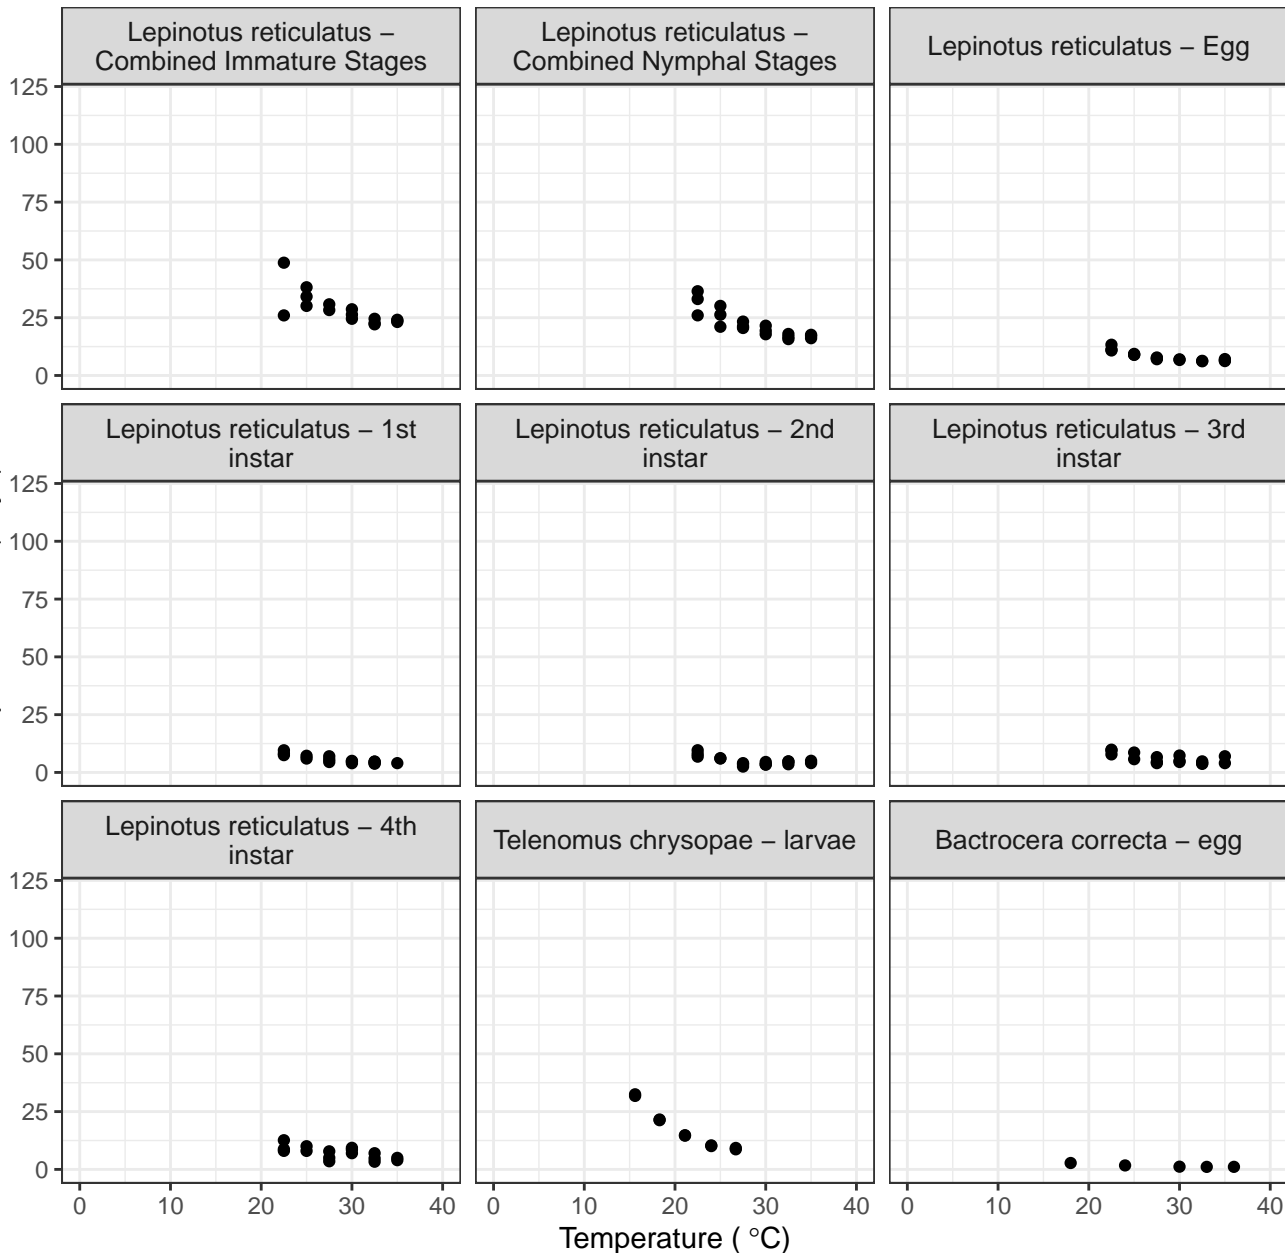 Lepinotus reticulatus −
Combined Immature Stages
Lepinotus reticulatus −
Combined Nymphal Stages
Lepinotus reticulatus − Egg
125
100
75
50
25
0
Lepinotus reticulatus − 1st
instar
Lepinotus reticulatus − 2nd
instar
Lepinotus reticulatus − 3rd
instar
125
100
75
50
25
0
Lepinotus reticulatus − 4th
instar
Telenomus chrysopae − larvae
Bactrocera correcta − egg
125
100
75
50
25
0
0 10 20 30 40
0 10 20 30 40
0 10 20 30 40
Temperature ( °C)